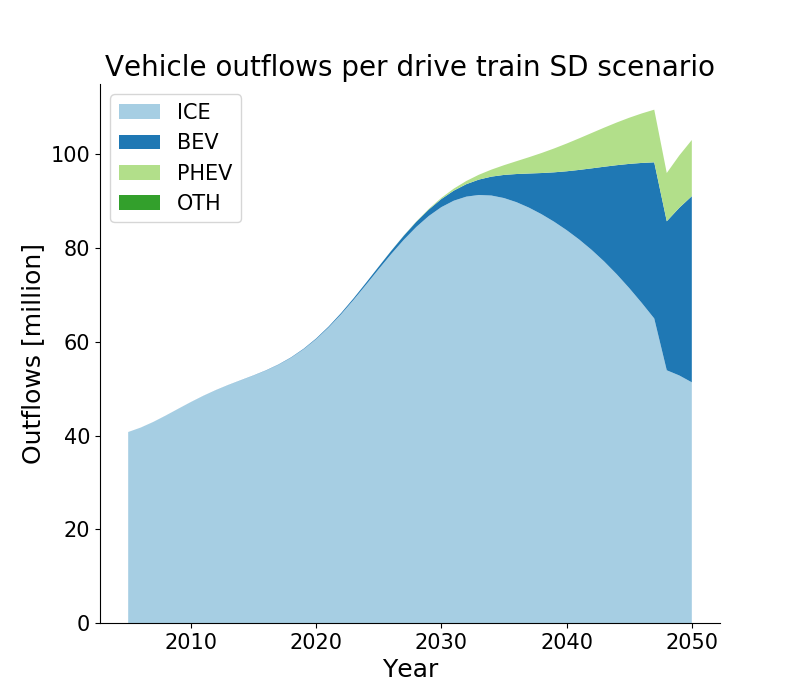 Vehicle outflows per drive train SD scenario
ICE
BEV
PHEV
OTH
Outflows [million]
100
80
60
40
20
0
2010 2020 2030 2040 2050
Year